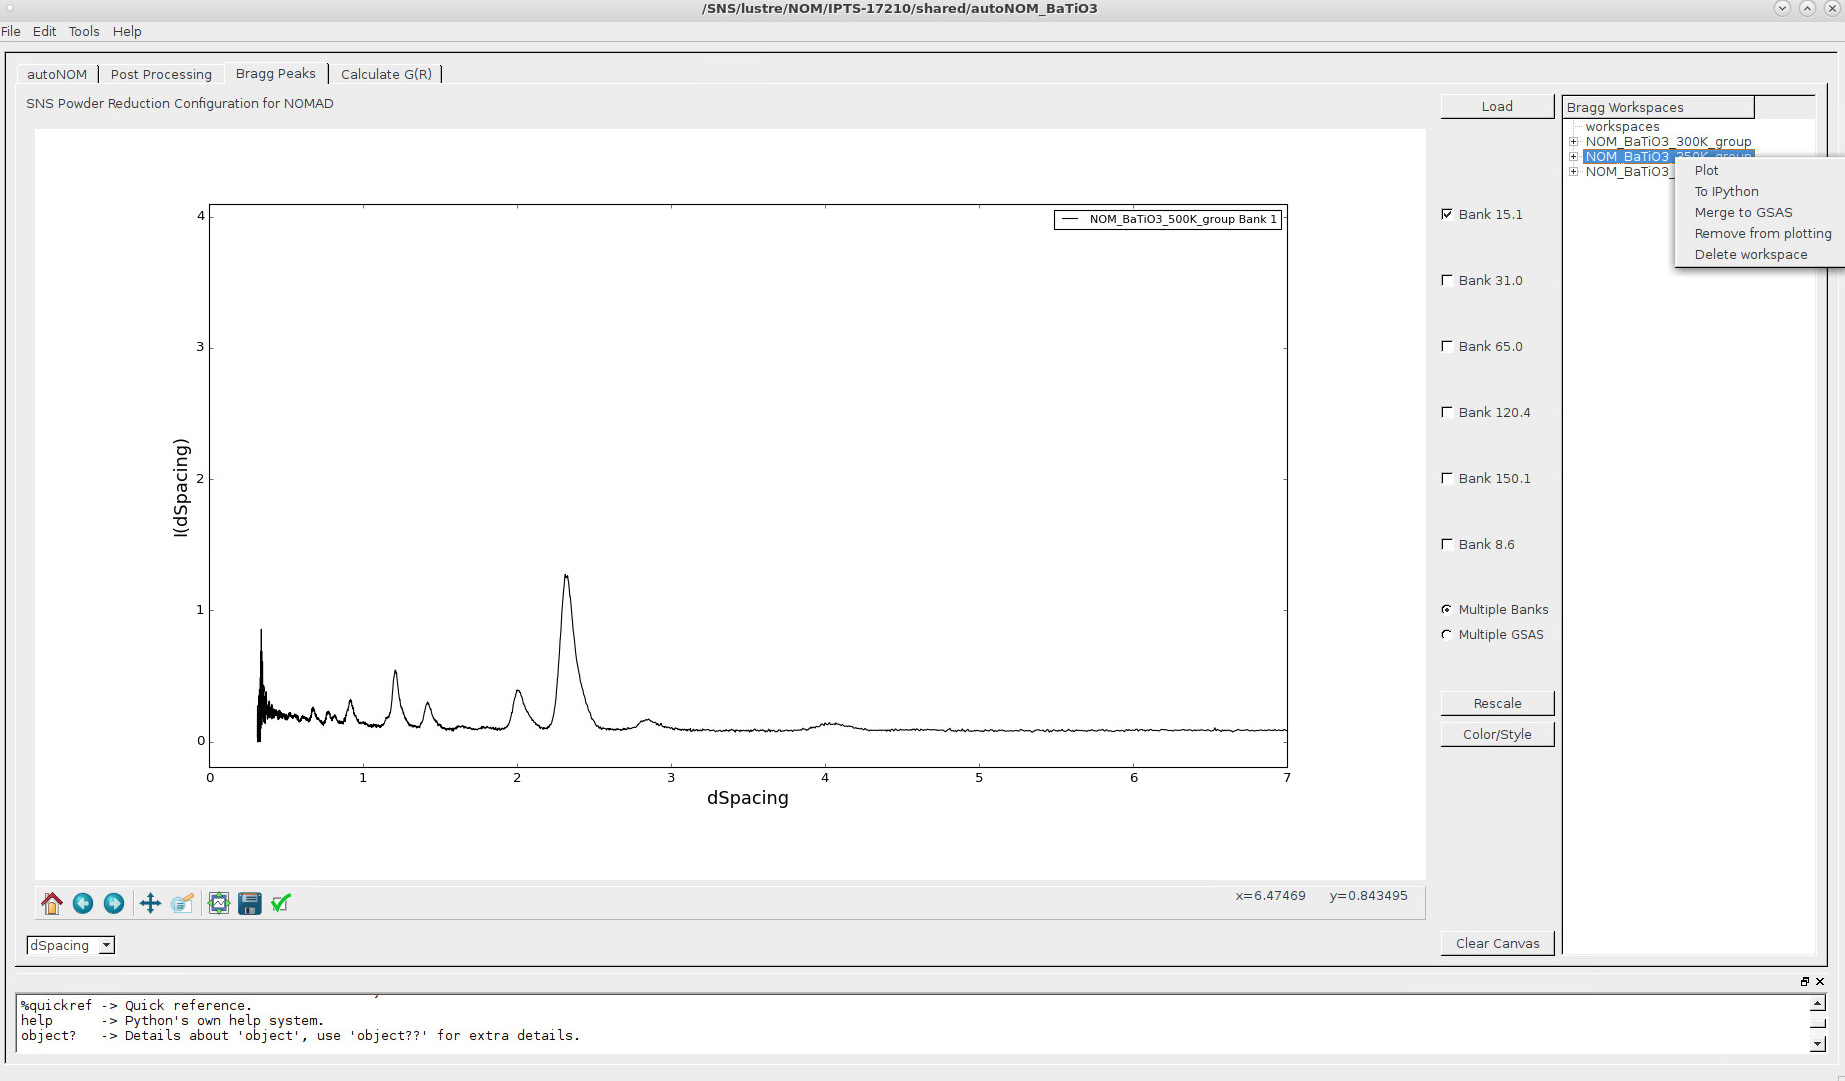 /SNS/lustre/NOM/IPTS-17210/shared/autoNOM_BaTiO3
File Edit Tools Help
autoNOM Post Processing Bragg Peaks Calculate G(R)
SNS Powder Reduction Configuration for NOMAD
Load
Bragg Workspaces
workspaces
NOM_BaTiO3_300K_group
NOM_BaTiO3_350K_group
NOM_BaTiO3_
Plot
To IPython
Merge to GSAS
Remove from plotting
Delete workspace
Bank 15.1
Bank 31.0
Bank 65.0
Bank 120.4
Bank 150.1
Bank 8.6
Multiple Banks
Multiple GSAS
Rescale
Color/Style
Clear Canvas
NOM_BaTiO3_500K_group Bank 1
4
3
2
1
0
I(dSpacing)
0 1 2 3 4 5 6 7
dSpacing
x=6.47469 y=0.843495
dSpacing
%quickref -> Quick reference.
help -> Python's own help system.
object? -> Details about 'object', use 'object??' for extra details.